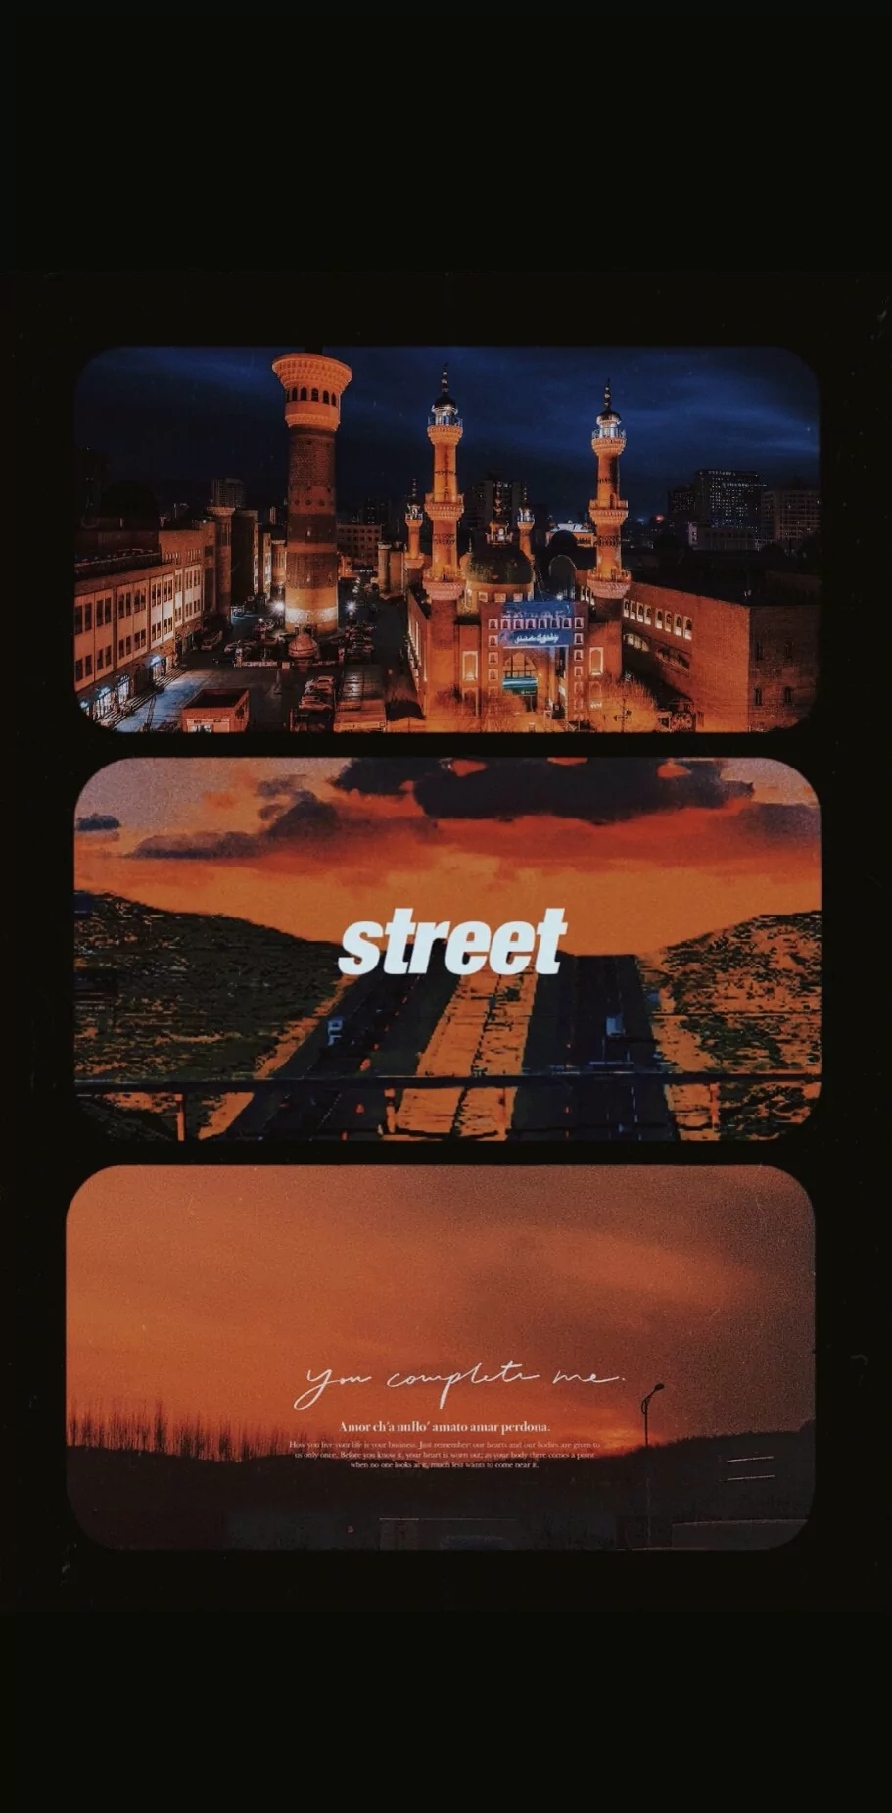 street
You complete me.
Amor ch'a nullo' amato amar perdona.
How you live your life is your business. Just remember: our hearts and our bodies are given to
us only once. Before you know it, your heart is worn out; as your body there comes a point
when no one looks at it, much less wants to come near it.